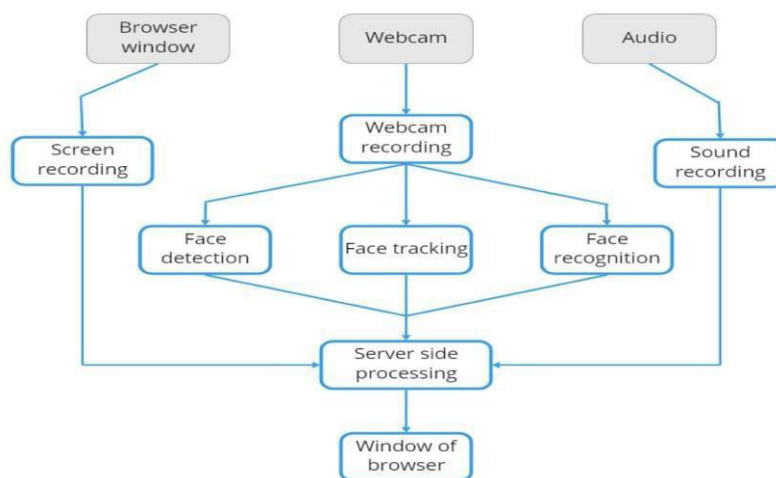 Browser
window
Webcam
Audio
Webcam
recording
Screen
recording
Sound
recording
Face
detection
Face tracking
Face
recognition
Server side
processing
Window of
browser